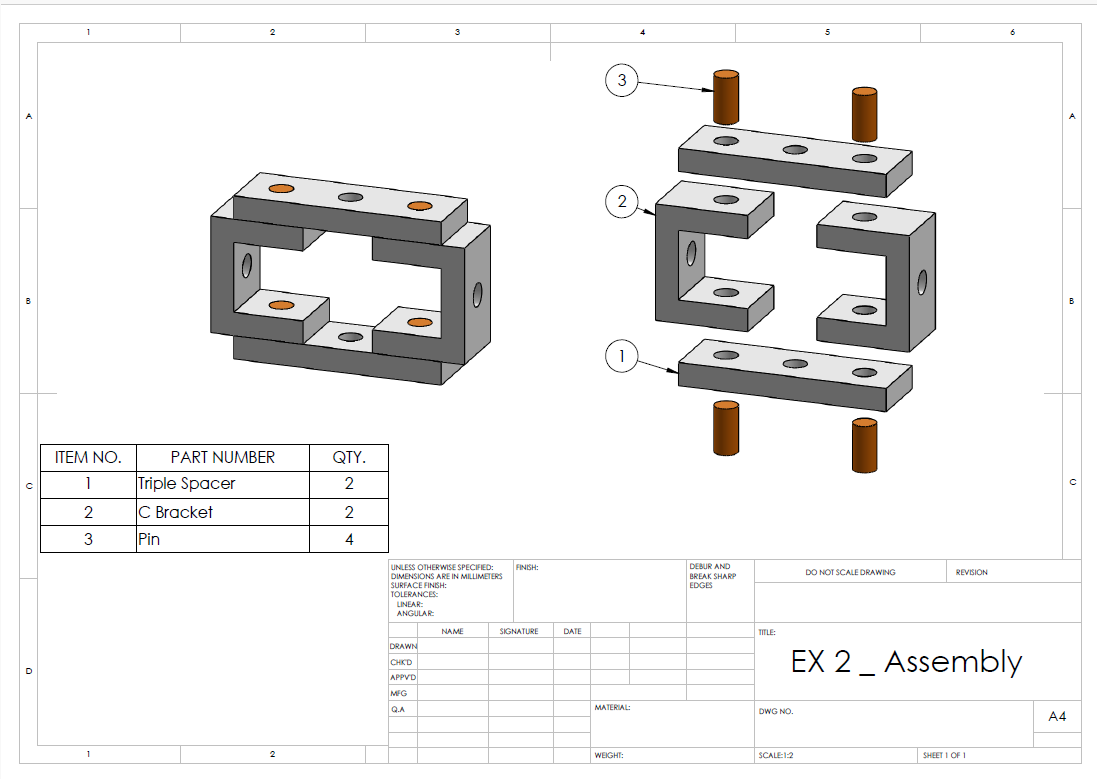 1 2 3 4 5 6
A A
3
2
B B
1
ITEM NO. PART NUMBER QTY.
1 Triple Spacer 2
2 C Bracket 2
3 Pin 4
C C
UNLESS OTHERWISE SPECIFIED:
DIMENSIONS ARE IN MILLIMETERS
SURFACE FINISH:
TOLERANCES:
LINEAR:
ANGULAR:
FINISH:
DEBUR AND
BREAK SHARP
EDGES
DO NOT SCALE DRAWING
REVISION
NAME SIGNATURE DATE
DRAWN
CHK'D
APPV'D
MFG
Q.A
TITLE:
EX 2 _ Assembly
D
MATERIAL:
DWG NO.
A4
WEIGHT:
SCALE:1:2
SHEET 1 OF 1
1 2